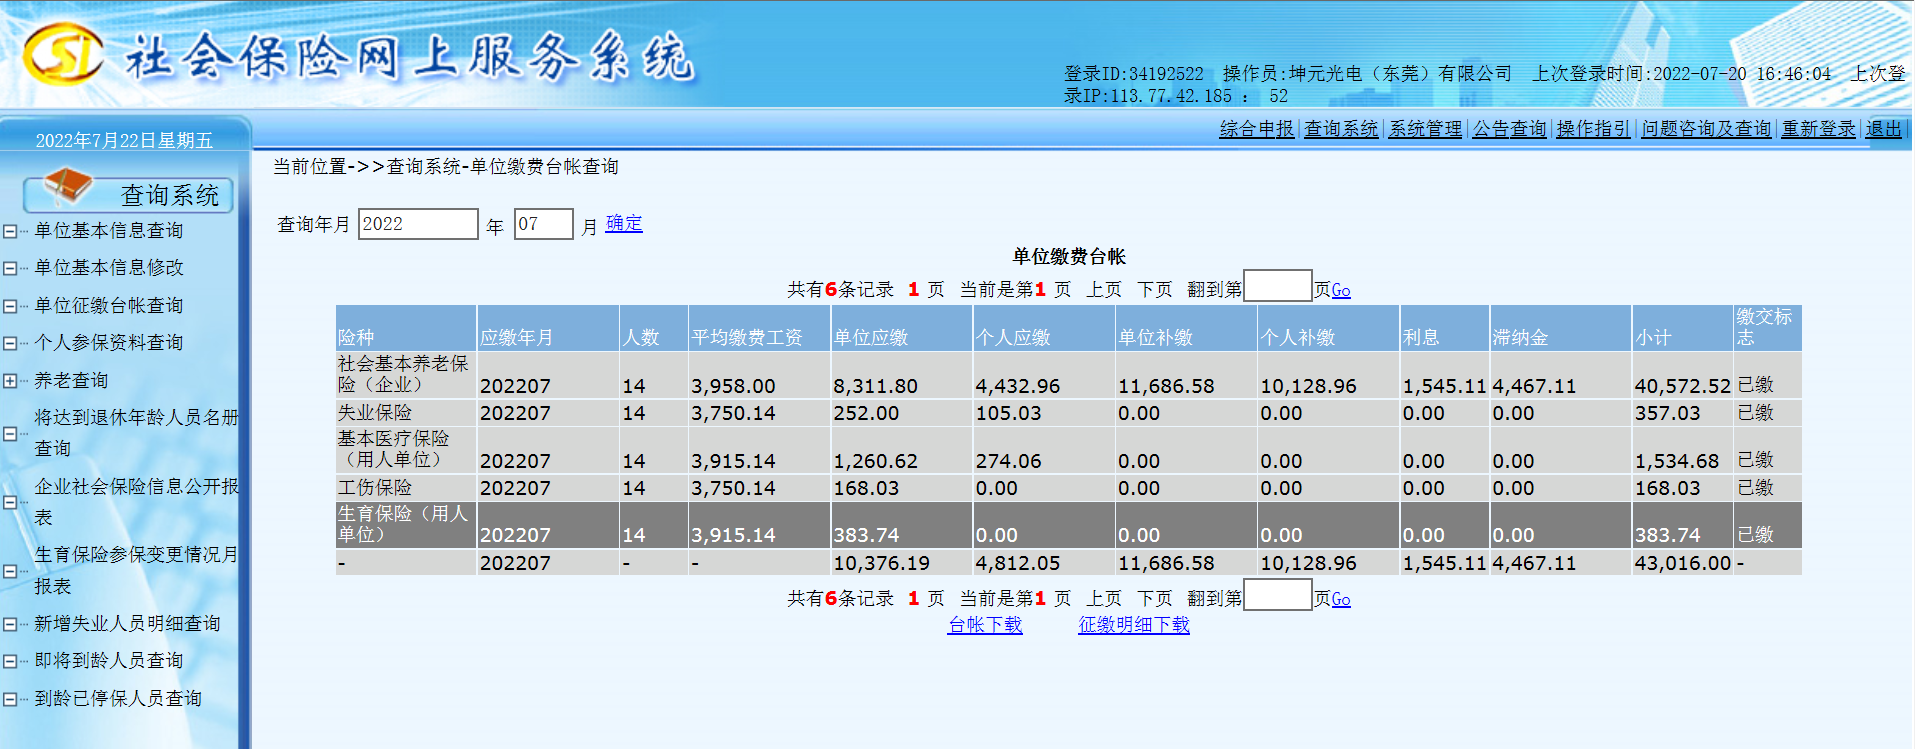 社会保险网上服务系统
登录ID:34192522 操作员:坤元光电（东莞）有限公司 上次登录时间:2022-07-20 16:46:04 上次登
录IP:113.77.42.185 : 52
综合申报|查询系统|系统管理|公告查询|操作指引|问题咨询及查询|重新登录|退出|
2022年7月22日星期五
查询系统
单位基本信息查询
单位基本信息修改
单位征缴台帐查询
个人参保资料查询
养老查询
将达到退休年龄人员名册
查询
企业社会保险信息公开报
表
生育保险参保变更情况月
报表
新增失业人员明细查询
即将到龄人员查询
到龄已停保人员查询
当前位置->>查询系统-单位缴费台帐查询
查询年月 2022 年 07 月 确定
单位缴费台帐
共有6条记录 1 页 当前是第1 页 上页 下页 翻到第 页Go
险种 应缴年月 人数 平均缴费工资 单位应缴 个人应缴 单位补缴 个人补缴 利息 滞纳金 小计 缴交标
志
社会基本养老保
险（企业） 202207 14 3,958.00 8,311.80 4,432.96 11,686.58 10,128.96 1,545.11 4,467.11 40,572.52 已缴
失业保险 202207 14 3,750.14 252.00 105.03 0.00 0.00 0.00 0.00 357.03 已缴
基本医疗保险
（用人单位） 202207 14 3,915.14 1,260.62 274.06 0.00 0.00 0.00 0.00 1,534.68 已缴
工伤保险 202207 14 3,750.14 168.03 0.00 0.00 0.00 0.00 0.00 168.03 已缴
生育保险（用人
单位） 202207 14 3,915.14 383.74 0.00 0.00 0.00 0.00 0.00 383.74 已缴
- 202207 - - 10,376.19 4,812.05 11,686.58 10,128.96 1,545.11 4,467.11 43,016.00 -
共有6条记录 1 页 当前是第1 页 上页 下页 翻到第 页Go
台帐下载 征缴明细下载